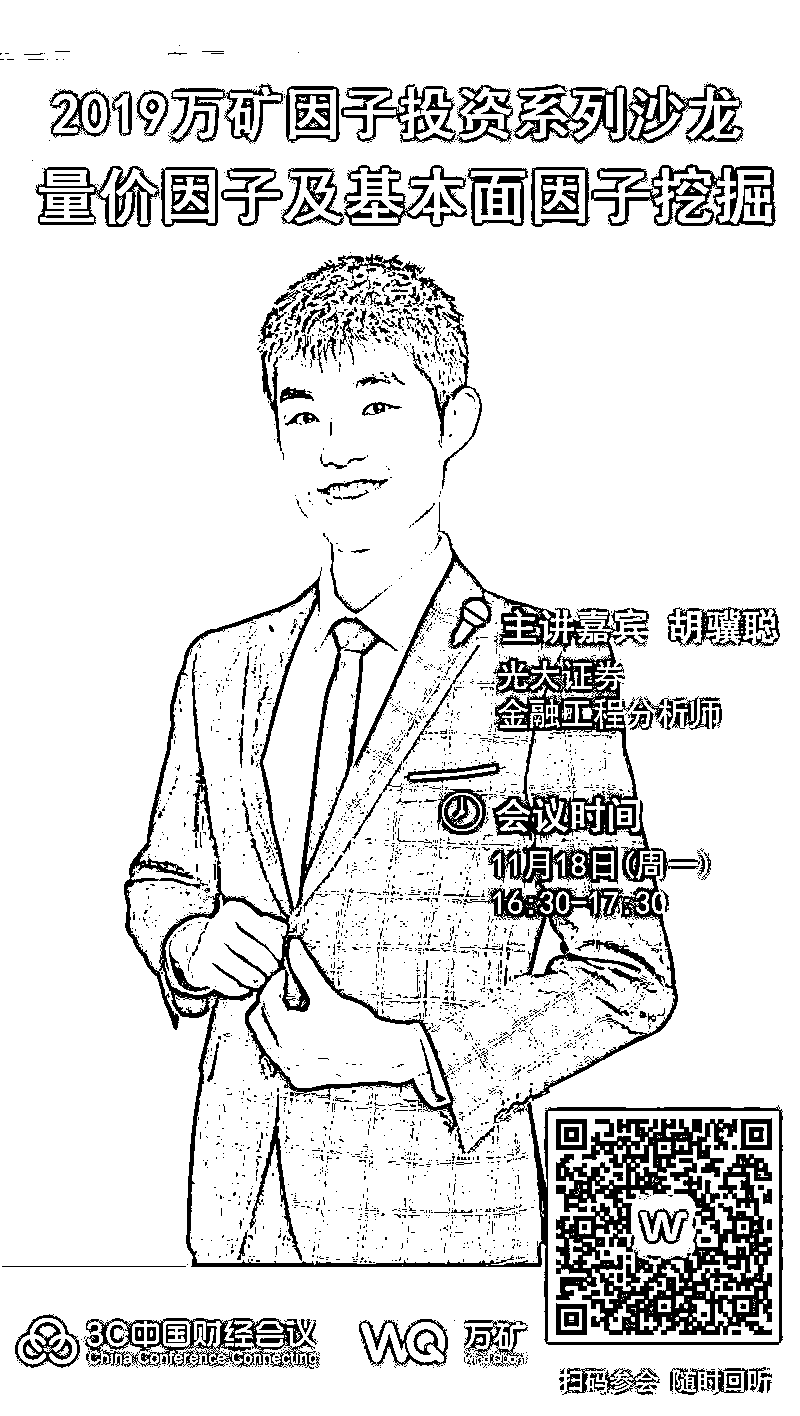 2019万矿因子投资系列沙龙
量价因子及基本面因子挖掘
主讲嘉宾 胡骥聪
光大证券
金融工程分析师
会议时间
11月18日(周一)
16:30-17:30
W
3C中国财经会议
China Conference Connecting
WQ 万矿
扫码参会 随时回听